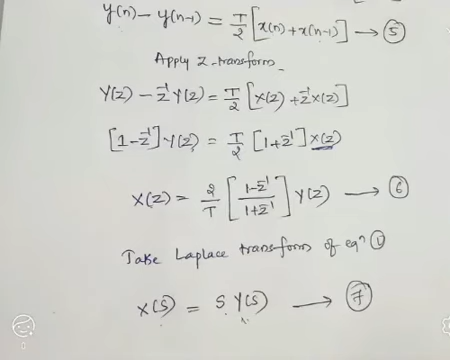 y(n) - y(n-1) = T/2 [x(n) + x(n-1)] → ⑤
Apply Z-transform
Y(z) - z⁻¹Y(z) = T/2 [X(z) + z⁻¹X(z)]
[1-z⁻¹]Y(z) = T/2 [1+z⁻¹] X(z)
X(z) = 2/T [1-z⁻¹/1+z⁻¹] Y(z) → ⑥
Take Laplace transform of eqⁿ ①
X(S) = S.Y(S) → ⑦